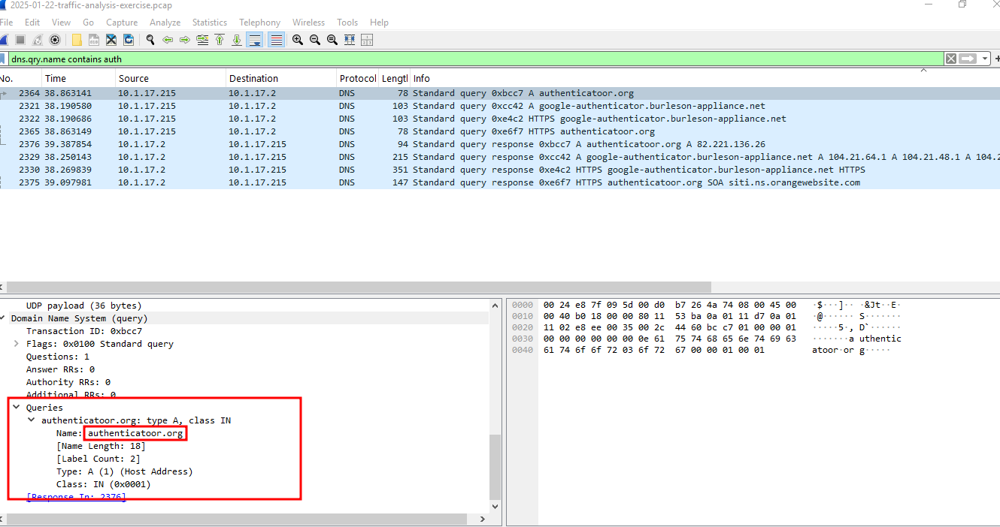 2025-01-22-traffic-analysis-exercise.pcap
File Edit View Go Capture Analyze Statistics Telephony Wireless Tools Help
dns.qry.name contains auth
No. Time Source Destination Protocol Lengtl Info
2364 38.863141 10.1.17.215 10.1.17.2 DNS 78 Standard query 0xbcc7 A authenticatoor.org
2321 38.190580 10.1.17.215 10.1.17.2 DNS 103 Standard query 0xcc42 A google-authenticator.burleson-appliance.net
2322 38.190686 10.1.17.215 10.1.17.2 DNS 103 Standard query 0xe4c2 HTTPS google-authenticator.burleson-appliance.net
2365 38.863149 10.1.17.215 10.1.17.2 DNS 78 Standard query 0xe6f7 HTTPS authenticatoor.org
2376 39.387854 10.1.17.2 10.1.17.215 DNS 94 Standard query response 0xbcc7 A authenticatoor.org A 82.221.136.26
2329 38.250143 10.1.17.2 10.1.17.215 DNS 215 Standard query response 0xcc42 A google-authenticator.burleson-appliance.net A 104.21.64.1 A 104.21.48.1 A 104.2
2330 38.269839 10.1.17.2 10.1.17.215 DNS 351 Standard query response 0xe4c2 HTTPS google-authenticator.burleson-appliance.net HTTPS
2375 39.097981 10.1.17.2 10.1.17.215 DNS 147 Standard query response 0xe6f7 HTTPS authenticatoor.org SOA siti.ns.orangewebsite.com
UDP payload (36 bytes)
Domain Name System (query)
Transaction ID: 0xbcc7
Flags: 0x0100 Standard query
Questions: 1
Answer RRs: 0
Authority RRs: 0
Additional RRs: 0
Queries
authenticatoor.org: type A, class IN
Name: authenticatoor.org
[Name Length: 18]
[Label Count: 2]
Type: A (1) (Host Address)
Class: IN (0x0001)
[Response In: 2376]
0000 00 24 e8 7f 09 5d 00 d0 b7 26 4a 74 08 00 45 00 ·$···]·· ·&Jt··E·
0010 00 40 b0 18 00 00 80 11 53 ba 0a 01 11 d7 0a 01 ·@······ S·······
0020 11 02 e8 ee 00 35 00 2c 44 60 bc c7 01 00 00 01 ·····5·, D`······
0030 00 00 00 00 00 00 0e 61 75 74 68 65 6e 74 69 63 ·······a uthentic
0040 61 74 6f 6f 72 03 6f 72 67 00 00 01 00 01 atoor·or g·····